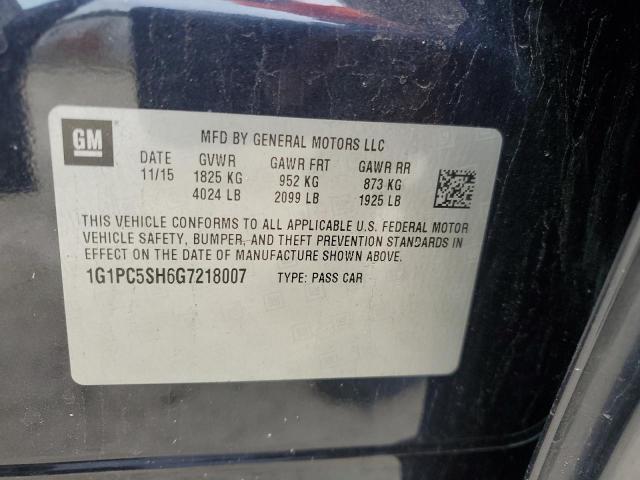 GM
MFD BY GENERAL MOTORS LLC
DATE GVWR GAWR FRT GAWR RR
11/15 1825 KG 952 KG 873 KG
4024 LB 2099 LB 1925 LB
THIS VEHICLE CONFORMS TO ALL APPLICABLE U.S. FEDERAL MOTOR
VEHICLE SAFETY, BUMPER, AND THEFT PREVENTION STANDARDS IN
EFFECT ON THE DATE OF MANUFACTURE SHOWN ABOVE.
1G1PC5SH6G7218007 TYPE: PASS CAR